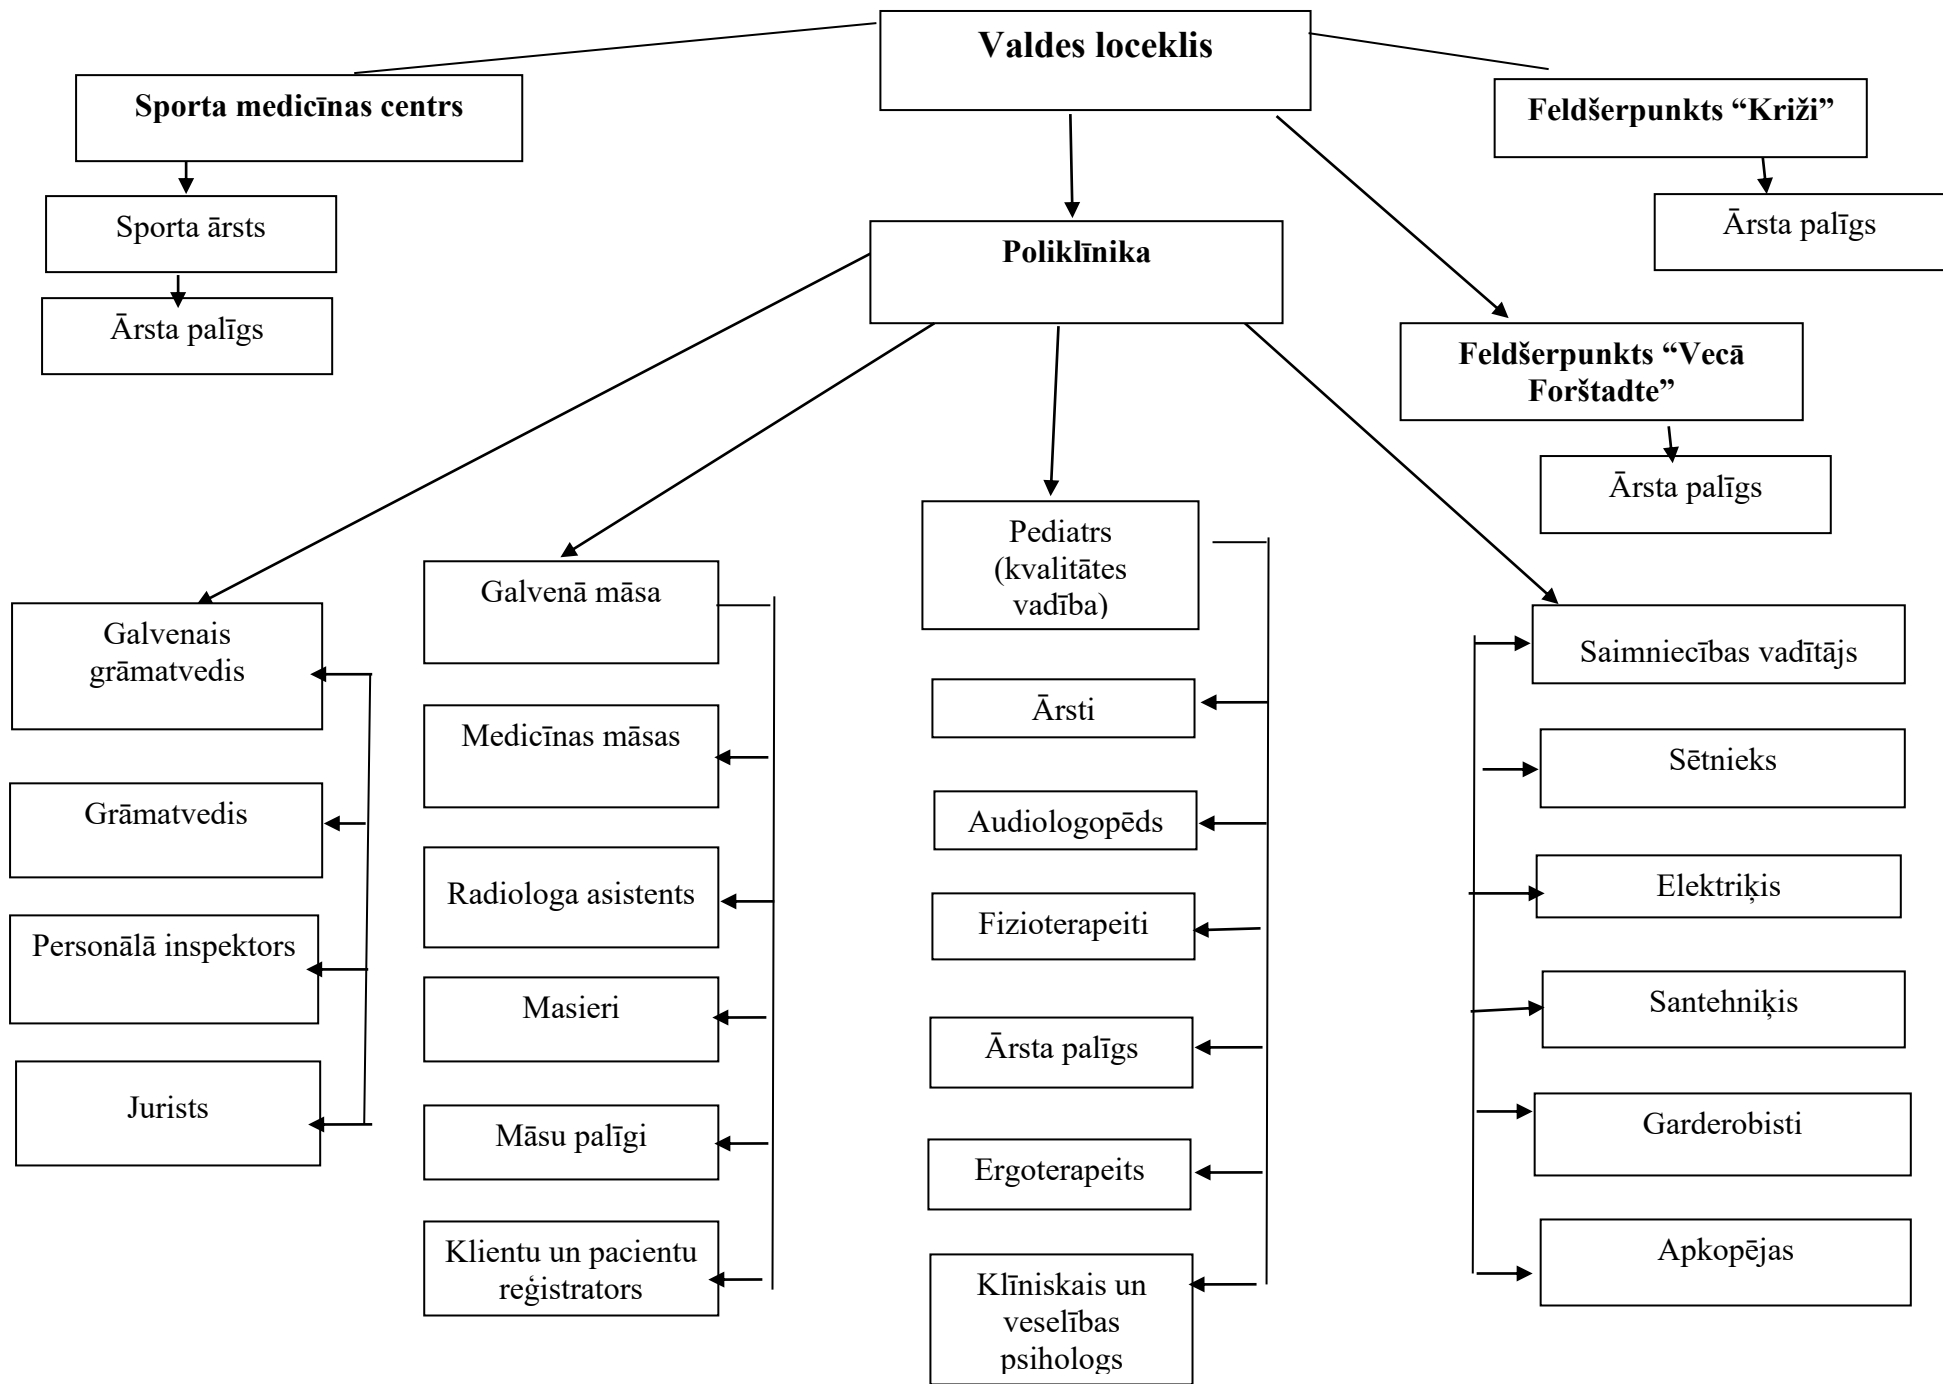 Valdes loceklis
Sporta medicīnas centrs
Feldšerpunkts “Križi”
Sporta ārsts
Ārsta palīgs
Poliklīnika
Ārsta palīgs
Feldšerpunkts “Vecā
Forštadte”
Ārsta palīgs
Galvenais
grāmatvedis
Grāmatvedis
Personālā inspektors
Jurists
Galvenā māsa
Medicīnas māsas
Radiologa asistents
Masieri
Māsu palīgi
Klientu un pacientu
reģistrators
Pediatrs
(kvalitātes
vadība)
Ārsti
Audiologopēds
Fizioterapeiti
Ārsta palīgs
Ergoterapeits
Klīniskais un
veselības
psihologs
Saimniecības vadītājs
Sētnieks
Elektriķis
Santehniķis
Garderobisti
Apkopējas